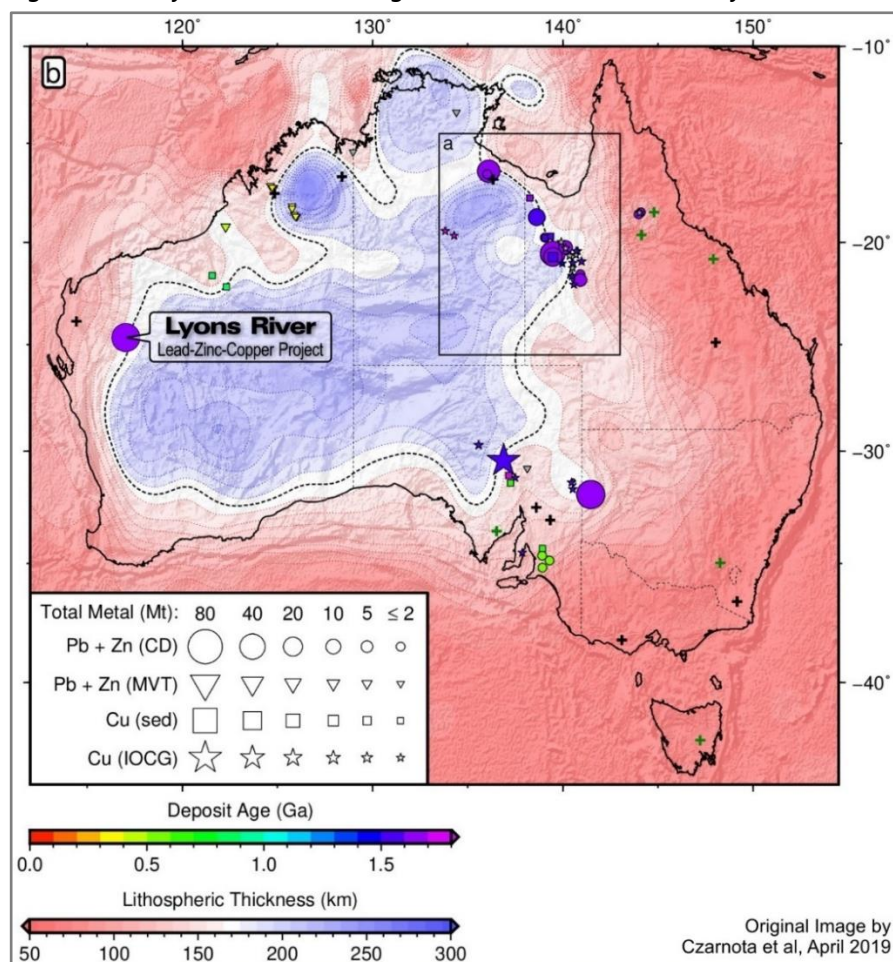 120° 130° 140° 150°
b
-10°
a
-20°
Lyons River
Lead-Zinc-Copper Project
-30°
Total Metal (Mt): 80 40 20 10 5 ≤ 2
Pb + Zn (CD)
Pb + Zn (MVT)
Cu (sed)
Cu (IOCG)
-40°
Deposit Age (Ga)
0.0 0.5 1.0 1.5
Lithospheric Thickness (km)
50 100 150 200 250 300
Original Image by
Czarnota et al, April 2019